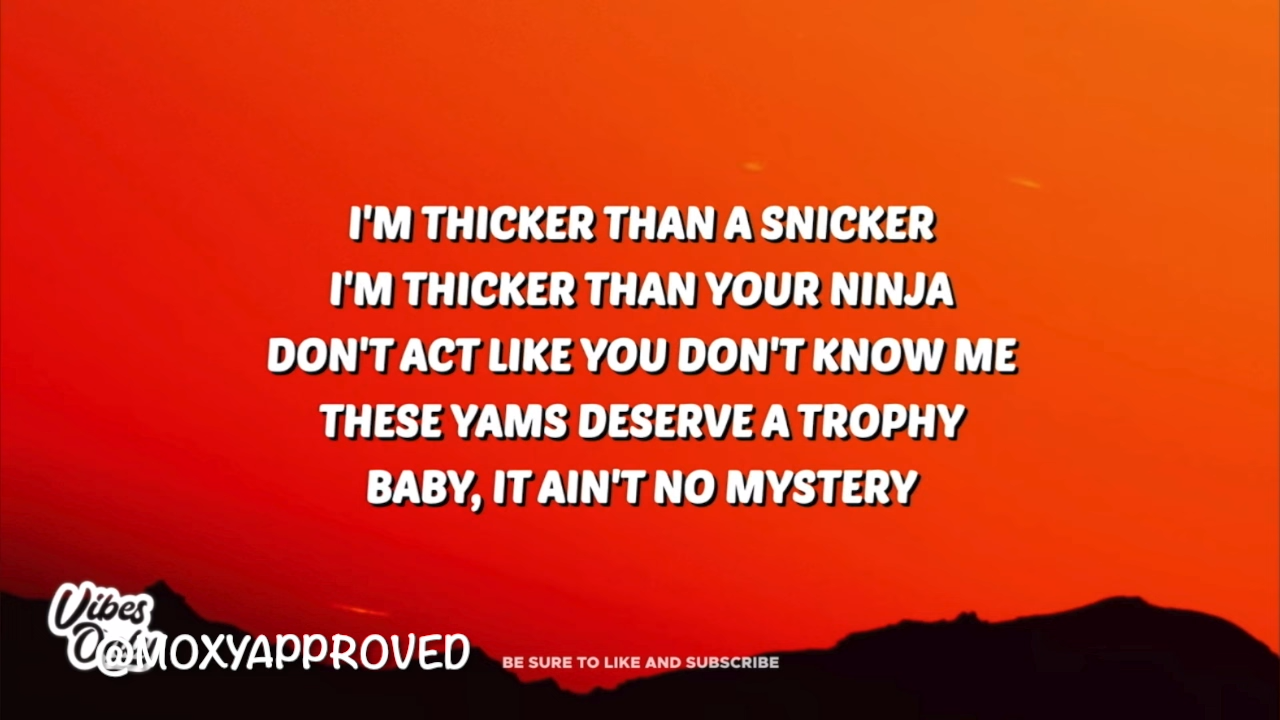 I'M THICKER THAN A SNICKER
I'M THICKER THAN YOUR NINJA
DON'T ACT LIKE YOU DON'T KNOW ME
THESE YAMS DESERVE A TROPHY
BABY, IT AIN'T NO MYSTERY
Vibes
@MOXYAPPROVED
BE SURE TO LIKE AND SUBSCRIBE